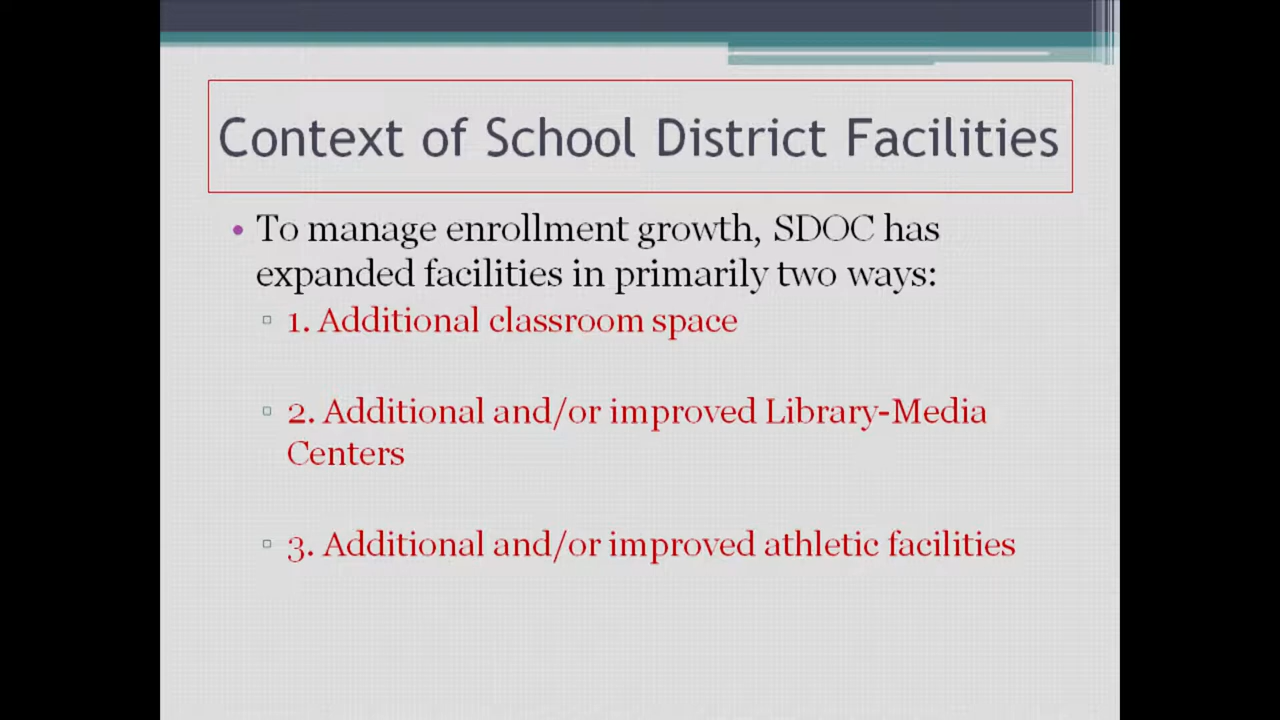 Context of School District Facilities
• To manage enrollment growth, SDOC has
expanded facilities in primarily two ways:
▫ 1. Additional classroom space
▫ 2. Additional and/or improved Library-Media
Centers
▫ 3. Additional and/or improved athletic facilities